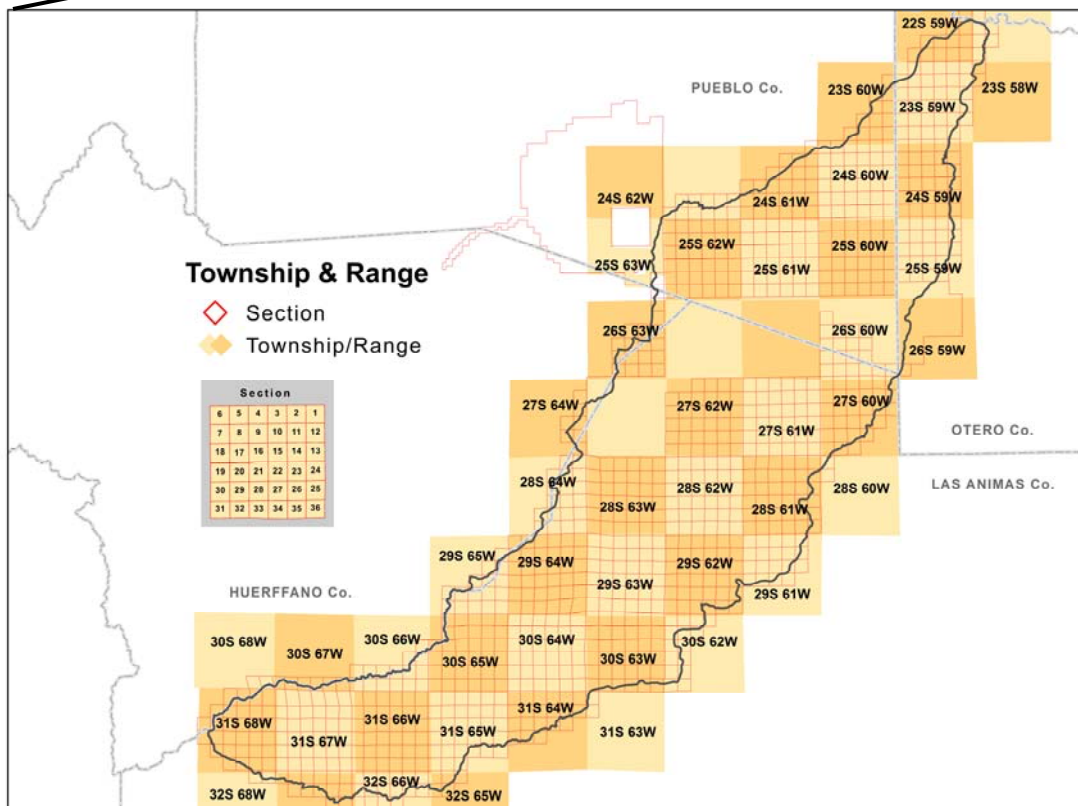 22S 59W
PUEBLO Co.
23S 60W
23S 58W
23S 59W
24S 60W
24S 62W
24S 61W
24S 59W
25S 62W
25S 60W
25S 63W
25S 61W
25S 59W
Township & Range
Section
Township/Range
26S 63W
26S 60W
26S 59W
Section
6 5 4 3 2 1
7 8 9 10 11 12
18 17 16 15 14 13
19 20 21 22 23 24
30 29 28 27 26 25
31 32 33 34 35 36
27S 64W
27S 62W
27S 60W
27S 61W
OTERO Co.
LAS ANIMAS Co.
28S 64W
28S 62W
28S 60W
28S 63W
28S 61W
29S 65W
29S 64W
29S 62W
29S 63W
29S 61W
HUERFFANO Co.
30S 68W
30S 67W
30S 66W
30S 65W
30S 64W
30S 63W
30S 62W
31S 68W
31S 67W
31S 66W
31S 65W
31S 64W
31S 63W
32S 68W
32S 66W
32S 65W